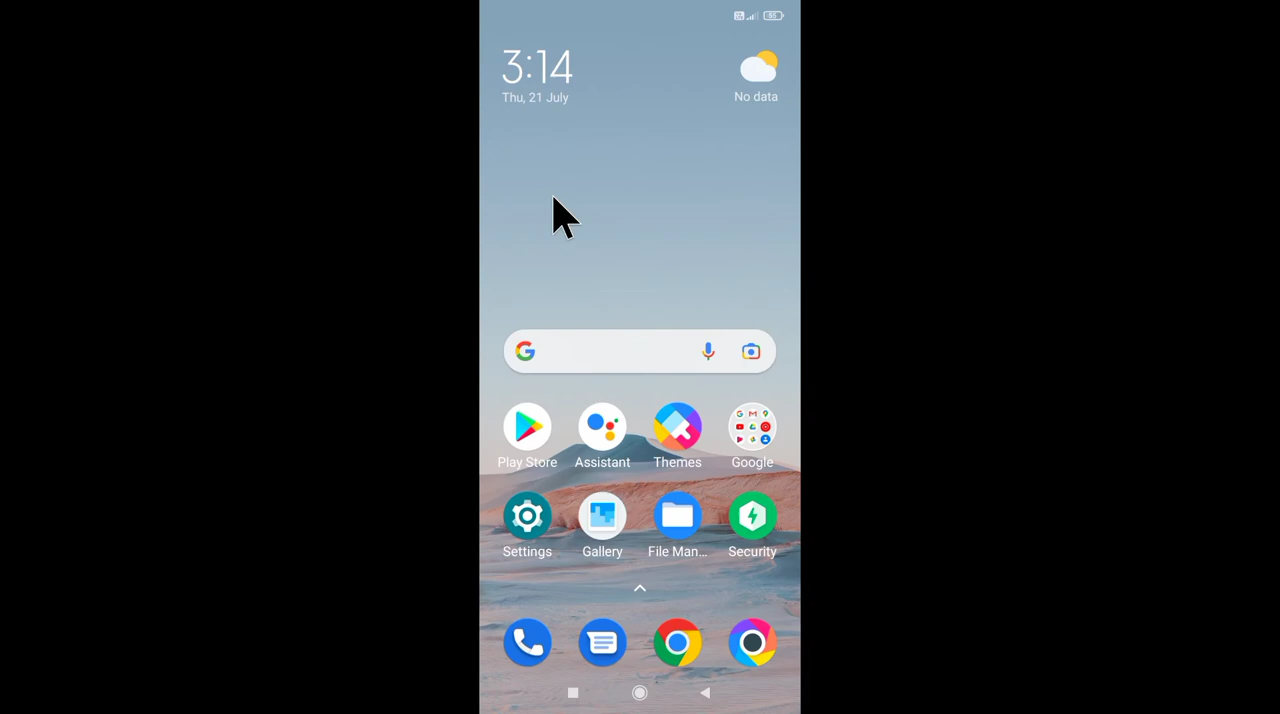 3:14
Thu, 21 July
No data
Play Store
Assistant
Themes
Google
Settings
Gallery
File Man...
Security